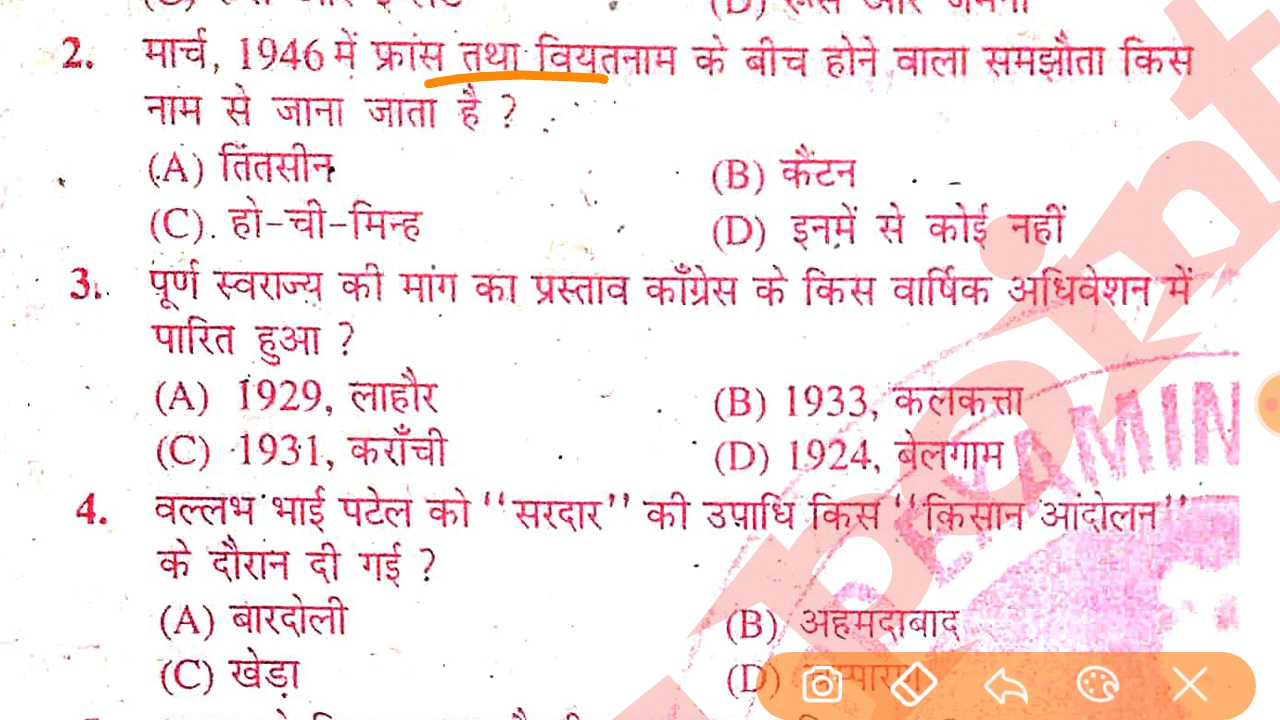 2. मार्च, 1946 में फ्रांस तथा वियतनाम के बीच होने वाला समझौता किस
नाम से जाना जाता है ?
(A) तिंतसीन
(B) कैंटन
(C). हो-ची-मिन्ह
(D) इनमें से कोई नहीं
3. पूर्ण स्वराज्य की मांग का प्रस्ताव काँग्रेस के किस वार्षिक अधिवेशन में
पारित हुआ ?
(A) 1929, लाहौर
(B) 1933, कलकत्ता
(C) 1931, कराँची
(D) 1924, बेलगाम
4. वल्लभ भाई पटेल को ‘‘सरदार’’ की उपाधि किस ‘‘किसान आंदोलन’’
के दौरान दी गई ?
(A) बारदोली
(B) अहमदाबाद
(C) खेड़ा
(D)